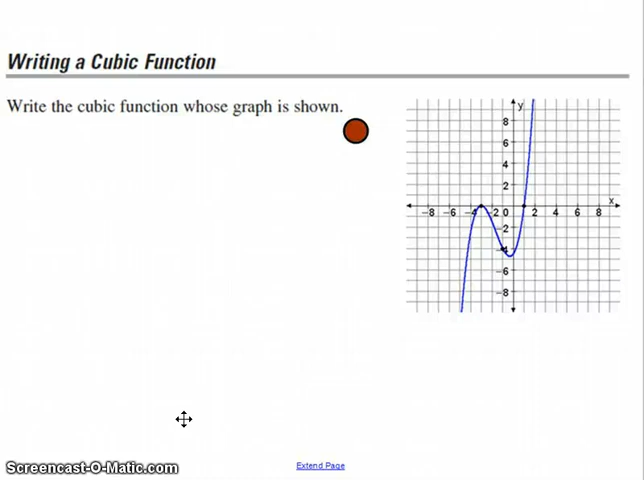 Writing a Cubic Function
Write the cubic function whose graph is shown.
y
8
6
4
2
x
-8 -6 -4 -2 0 2 4 6 8
-2
-4
-6
-8
Extend Page
Screencast-O-Matic.com